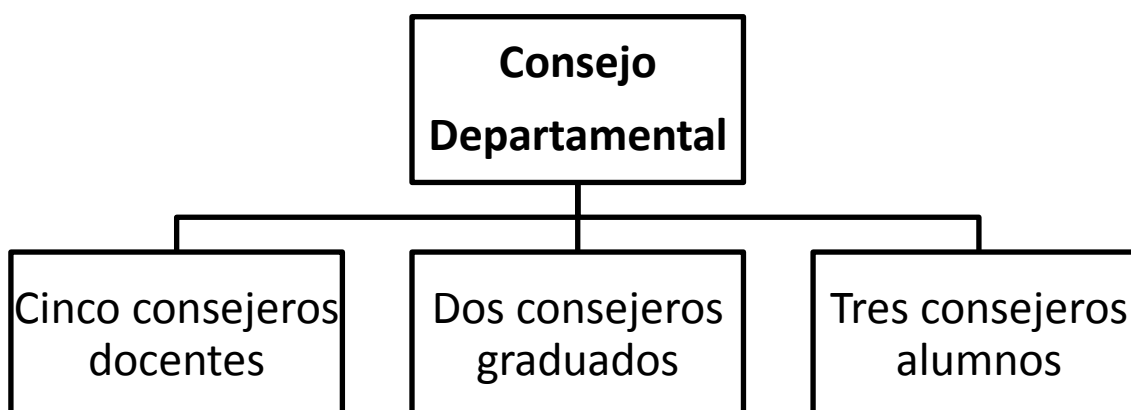 Consejo
Departamental
Cinco consejeros
docentes
Dos consejeros
graduados
Tres consejeros
alumnos